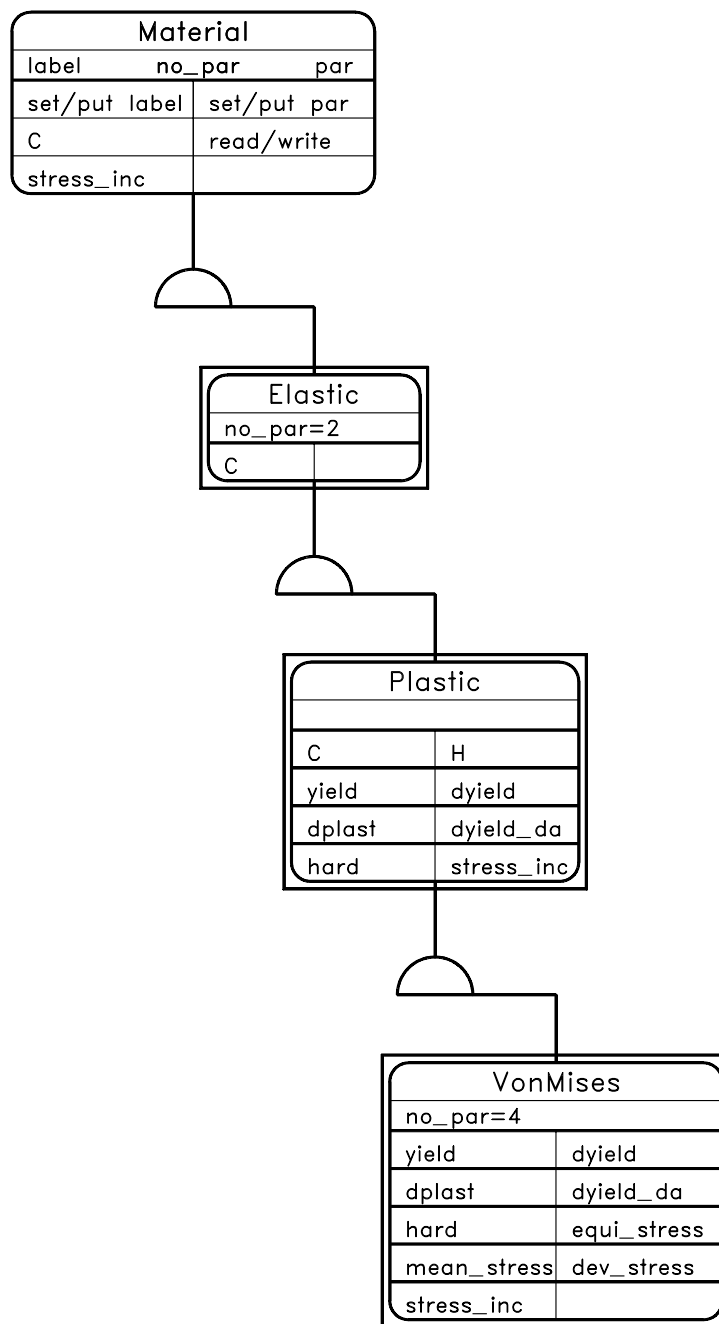 Material
label no_par par
set/put label set/put par
C read/write
stress_inc
Elastic
no_par=2
C
Plastic
C H
yield dyield
dplast dyield_da
hard stress_inc
VonMises
no_par=4
yield dyield
dplast dyield_da
hard equi_stress
mean_stress dev_stress
stress_inc